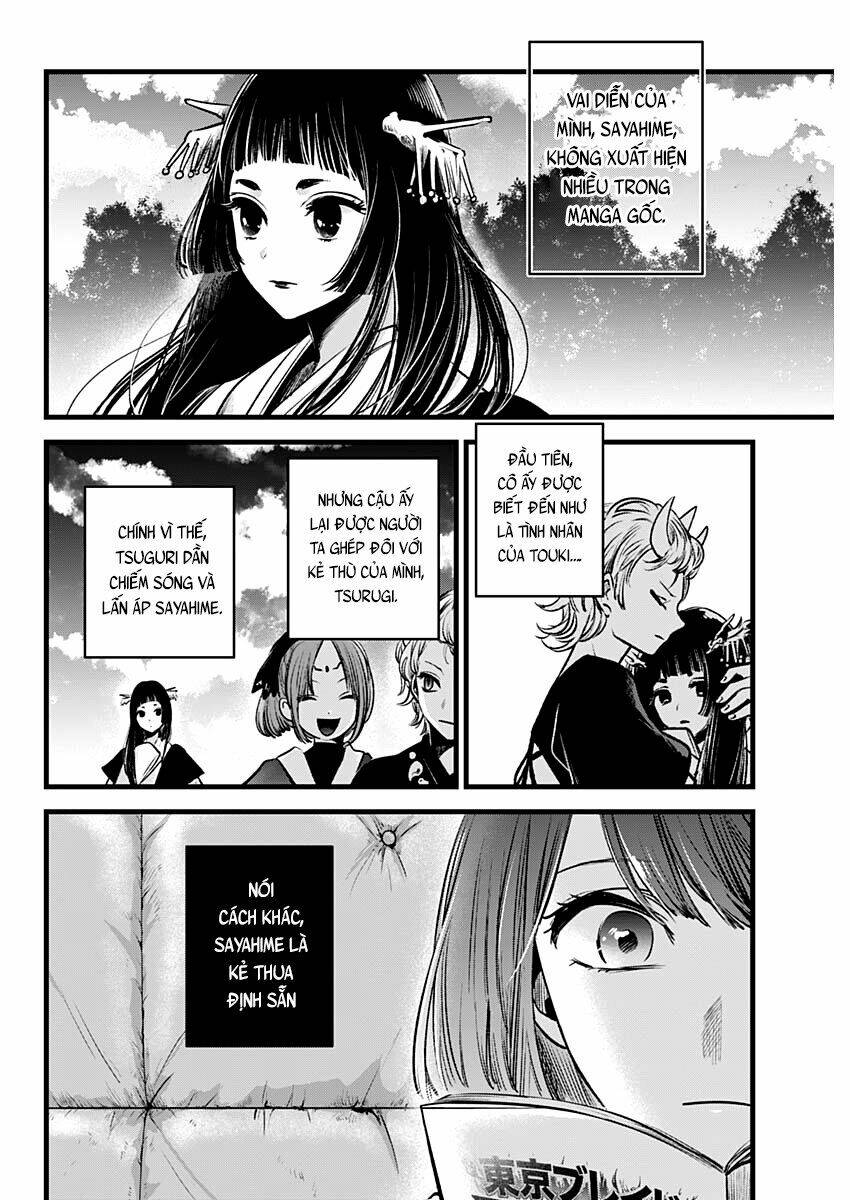 VAI DIỄN CỦA
MÌNH, SAYAHIME,
KHÔNG XUẤT HIỆN
NHIỀU TRONG
MANGA GỐC.
ĐẦU TIÊN,
CÔ ẤY ĐƯỢC
BIẾT ĐẾN NHƯ
LÀ TÌNH NHÂN
CỦA TOUKI....
NHƯNG CẬU ẤY
LẠI ĐƯỢC NGƯỜI
TA GHÉP ĐÔI VỚI
KẺ THÙ CỦA MÌNH,
TSURUGI.
CHÍNH VÌ THẾ,
TSUGURI DẦN
CHIẾM SÓNG VÀ
LẤN ÁP SAYAHIME.
NÓI
CÁCH KHÁC,
SAYAHIME LÀ
KẺ THUA
ĐỊNH SẴN
東京ブレイド